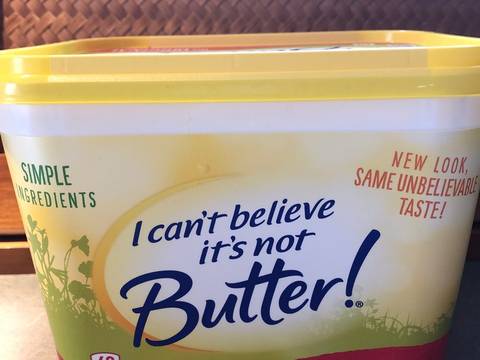 SIMPLE
INGREDIENTS
NEW LOOK,
SAME UNBELIEVABLE
TASTE!
I can't believe
it's not
Butter!®